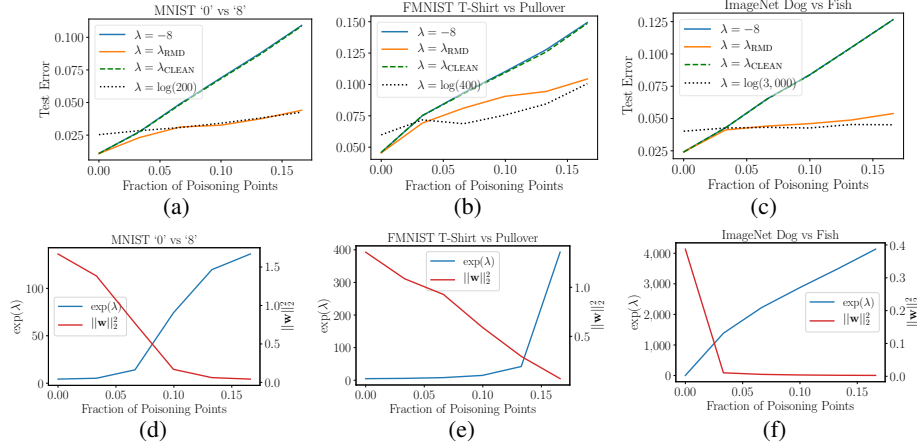 MNIST ‘0’ vs ‘8’
Test Error
0.100
0.075
0.050
0.025
λ = −8
λ = λRMD
λ = λCLEAN
λ = log(200)
0.00 0.05 0.10 0.15
Fraction of Poisoning Points
(a)
FMNIST T-Shirt vs Pullover
Test Error
0.150
0.125
0.100
0.075
0.050
λ = −8
λ = λRMD
λ = λCLEAN
λ = log(400)
0.00 0.05 0.10 0.15
Fraction of Poisoning Points
(b)
ImageNet Dog vs Fish
Test Error
0.125
0.100
0.075
0.050
0.025
λ = −8
λ = λRMD
λ = λCLEAN
λ = log(3, 000)
0.00 0.05 0.10 0.15
Fraction of Poisoning Points
(c)
MNIST ‘0’ vs ‘8’
exp(λ)
100
50
0
exp(λ)
||w||₂²
1.5
1.0
0.5
0.0
||w||₂²
0.00 0.05 0.10 0.15
Fraction of Poisoning Points
(d)
FMNIST T-Shirt vs Pullover
exp(λ)
400
300
200
100
0
exp(λ)
||w||₂²
1.0
0.5
||w||₂²
0.00 0.05 0.10 0.15
Fraction of Poisoning Points
(e)
ImageNet Dog vs Fish
exp(λ)
4,000
3,000
2,000
1,000
0
exp(λ)
||w||₂²
0.4
0.3
0.2
0.1
0.0
||w||₂²
0.00 0.05 0.10 0.15
Fraction of Poisoning Points
(f)